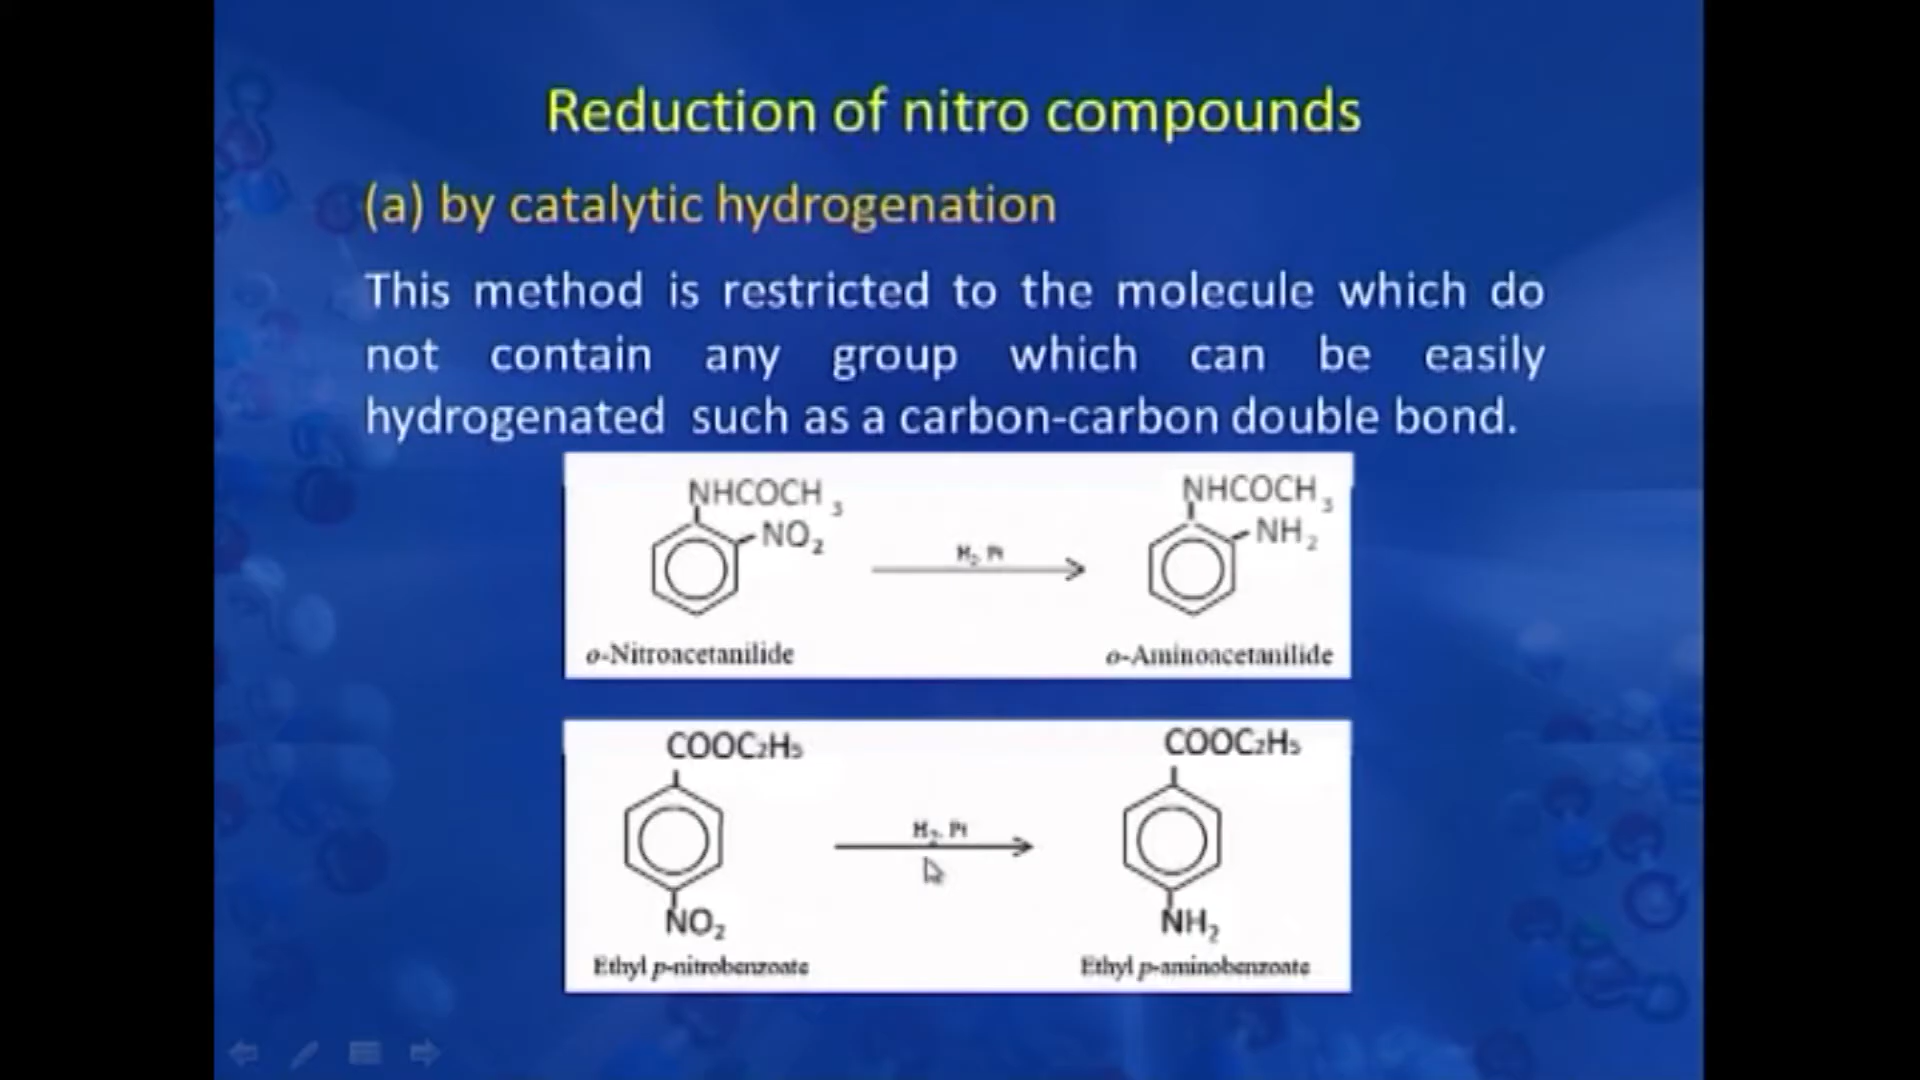 Reduction of nitro compounds
(a) by catalytic hydrogenation
This method is restricted to the molecule which do
not contain any group which can be easily
hydrogenated such as a carbon-carbon double bond.
NHCOCH3 NHCOCH3
NO2 NH2
H2, Pt
o-Nitroacetanilide o-Aminoacetanilide
COOC2H5 COOC2H5
H2, Pt
NO2 NH2
Ethyl p-nitrobenzoate Ethyl p-aminobenzoate